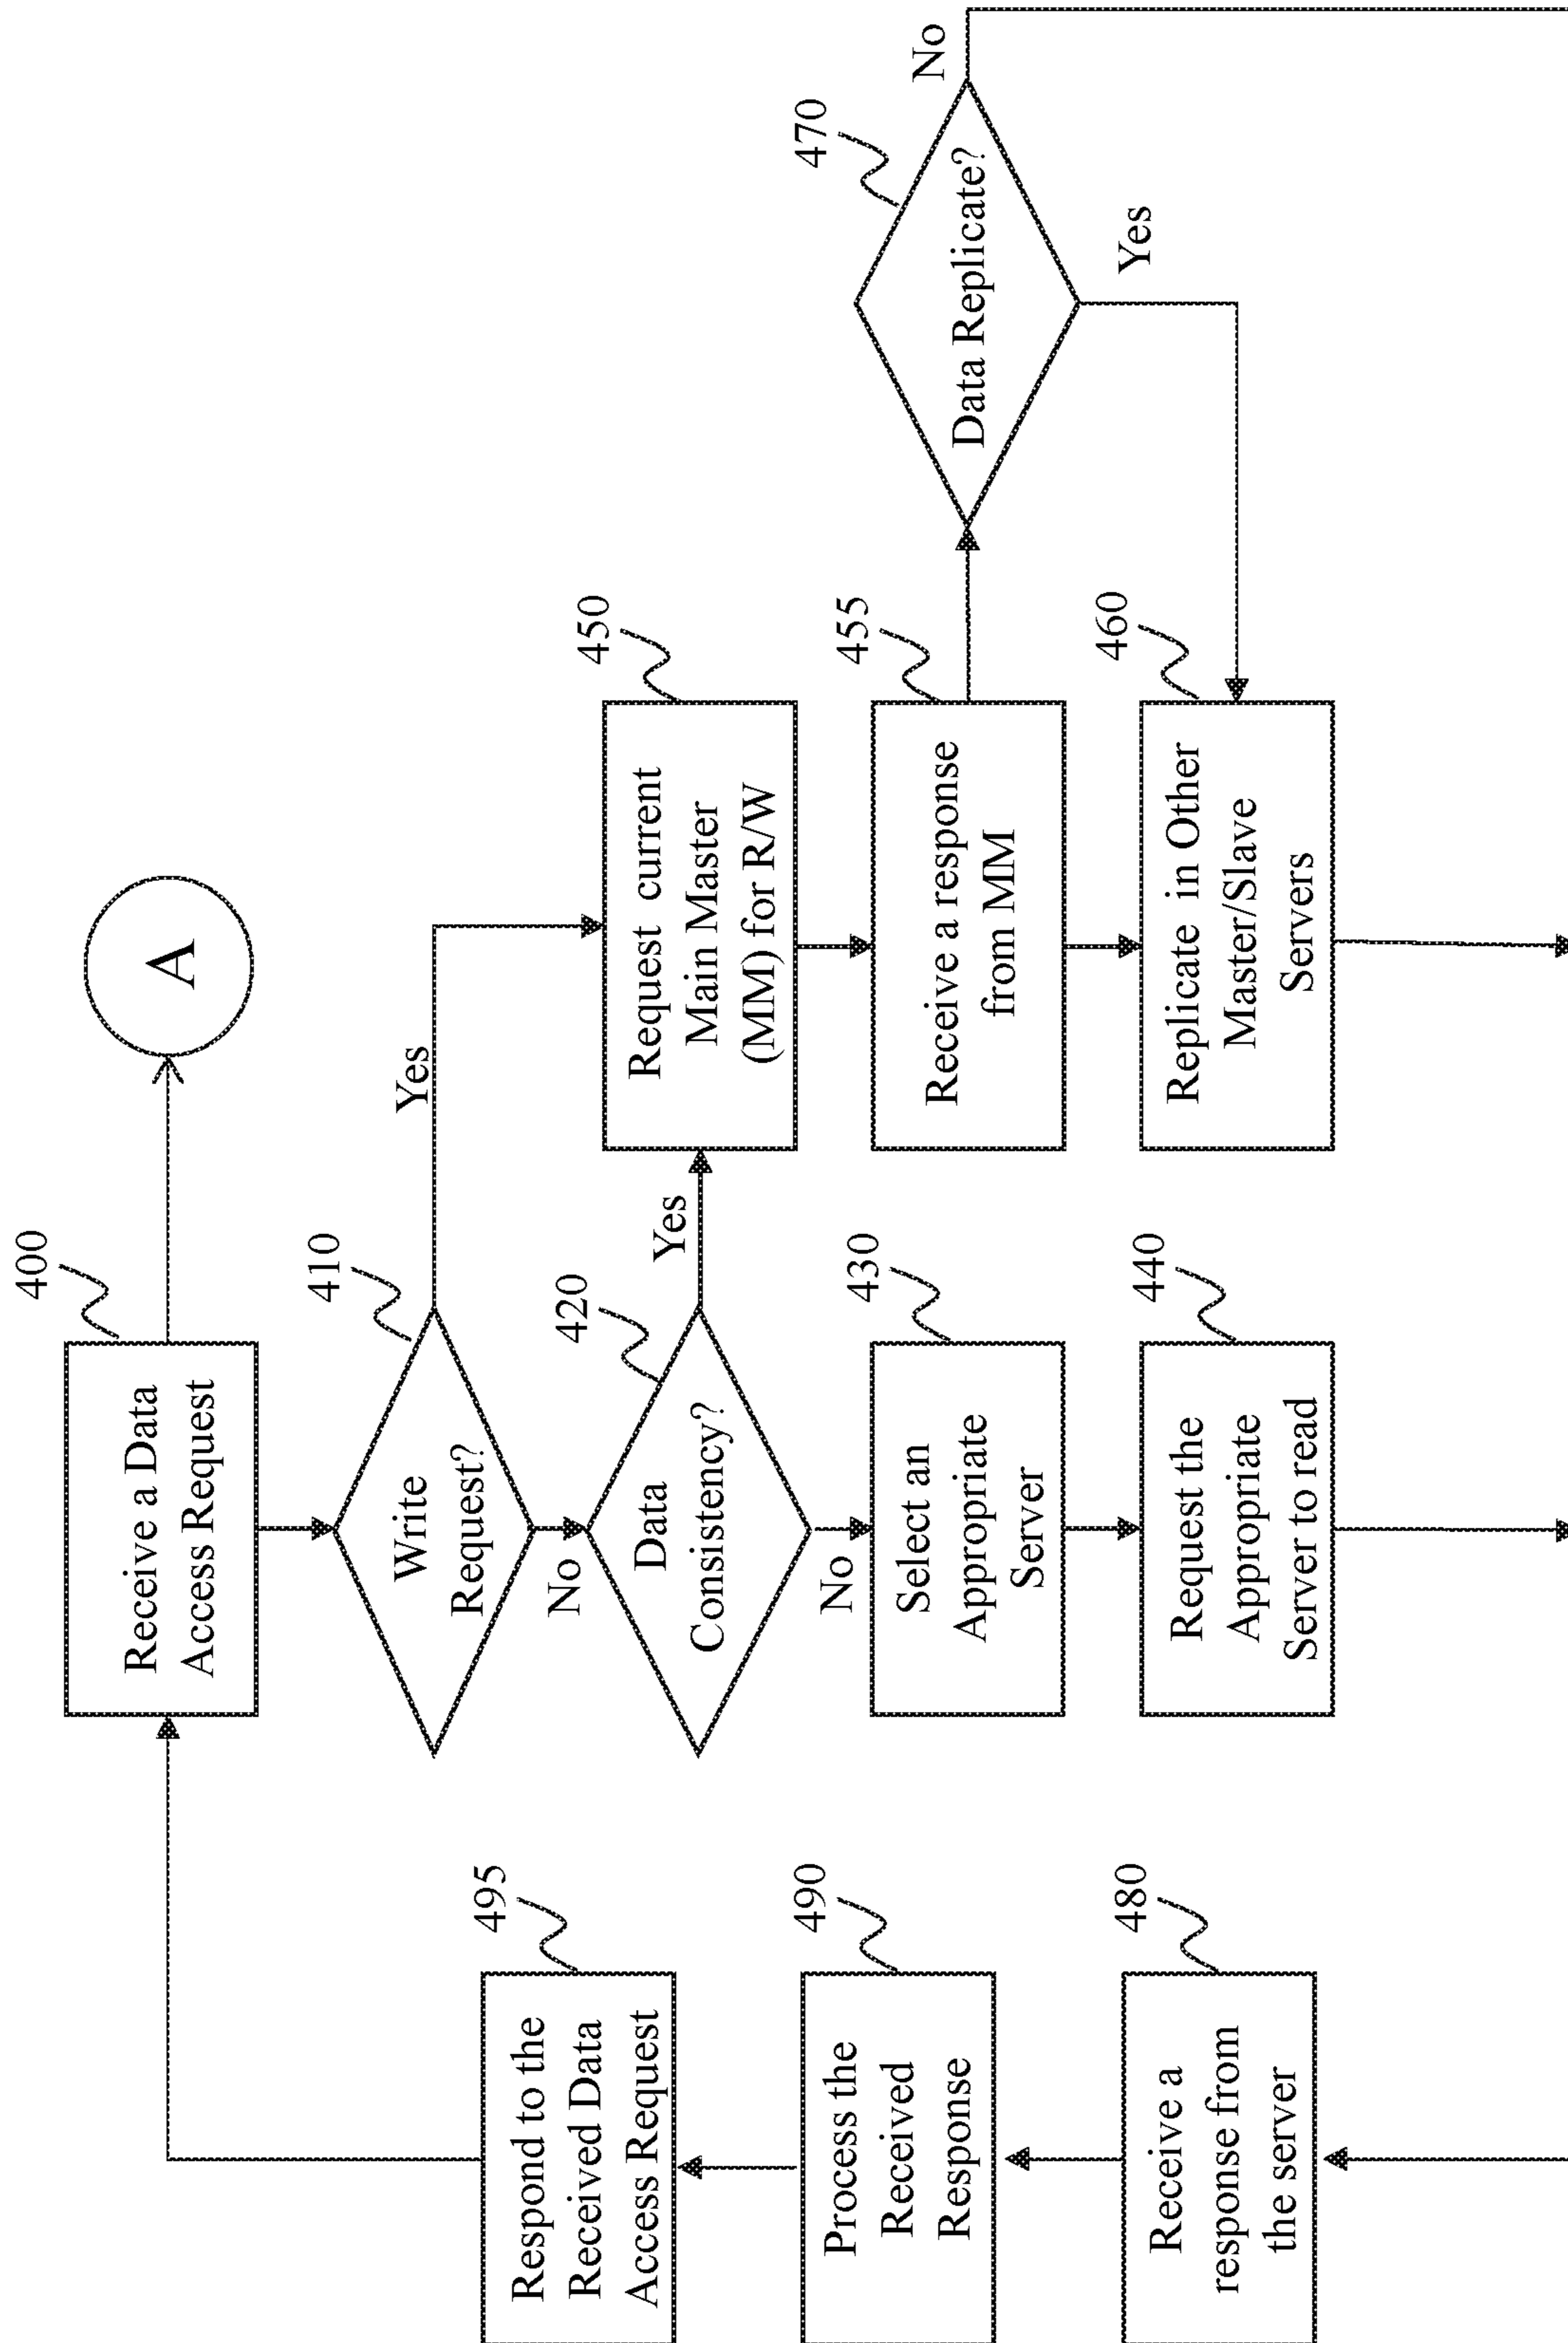 400
Receive a Data
Access Request
A
410
Write
Request?
Yes
No
420
Data
Consistency?
Yes
No
430
Select an
Appropriate
Server
440
Request the
Appropriate
Server to read
450
Request current
Main Master
(MM) for R/W
455
Receive a response
from MM
460
Replicate in Other
Master/Slave
Servers
470
Data Replicate?
No
Yes
495
Respond to the
Received Data
Access Request
490
Process the
Received
Response
480
Receive a
response from
the server